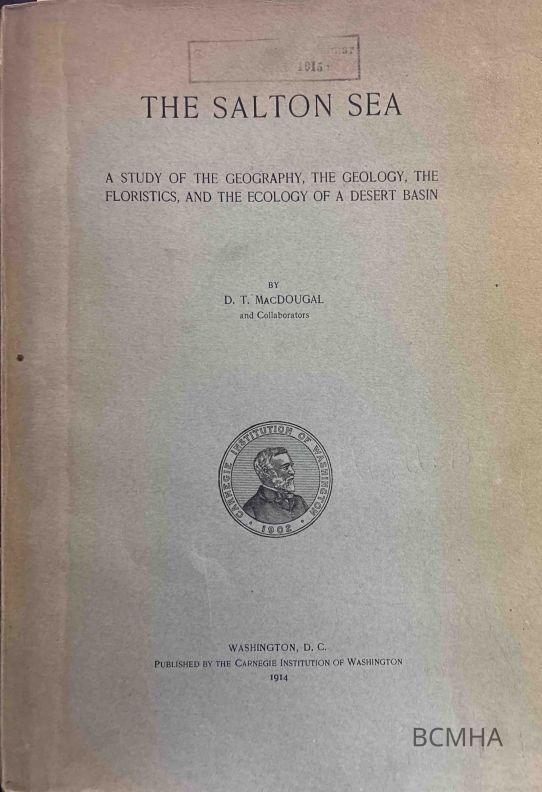 1915
THE SALTON SEA
A STUDY OF THE GEOGRAPHY, THE GEOLOGY, THE
FLORISTICS, AND THE ECOLOGY OF A DESERT BASIN
BY
D. T. MACDOUGAL
and Collaborators
CARNEGIE INSTITUTION OF WASHINGTON
1902
WASHINGTON, D. C.
PUBLISHED BY THE CARNEGIE INSTITUTION OF WASHINGTON
1914
BCMHA